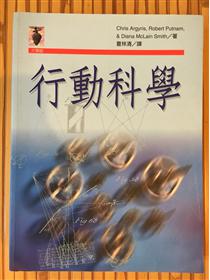 Chris Argyris, Robert Putnam,
& Diana McLain Smith／著
夏林清／譯
行動科學